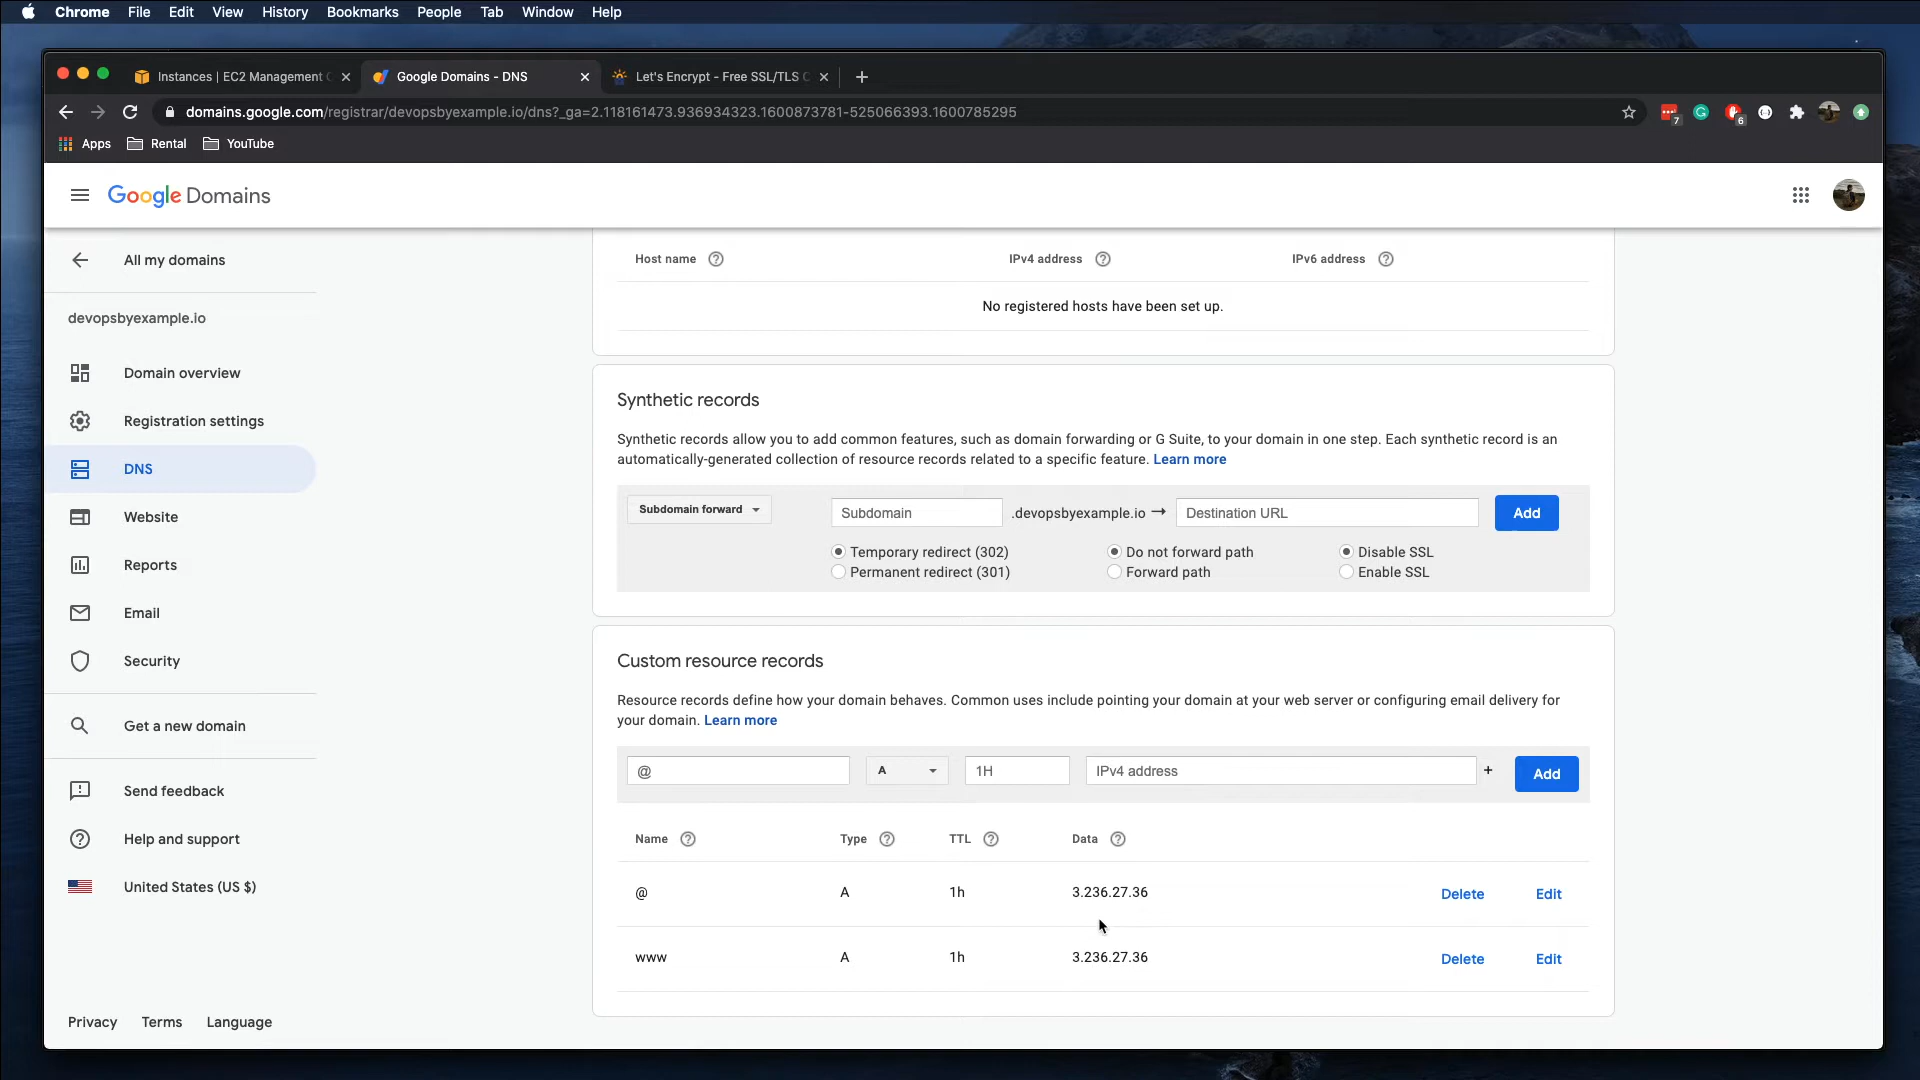 Chrome File Edit View History Bookmarks People Tab Window Help
Instances | EC2 Management C
Google Domains - DNS
Let's Encrypt - Free SSL/TLS C
domains.google.com/registrar/devopsbyexample.io/dns?_ga=2.118161473.936934323.1600873781-525066393.1600785295
7
6
Apps Rental YouTube
Google Domains
All my domains
devopsbyexample.io
Domain overview
Registration settings
DNS
Website
Reports
Email
Security
Get a new domain
Send feedback
Help and support
United States (US $)
Privacy Terms Language
Host name IPv4 address IPv6 address
No registered hosts have been set up.
Synthetic records
Synthetic records allow you to add common features, such as domain forwarding or G Suite, to your domain in one step. Each synthetic record is an
automatically-generated collection of resource records related to a specific feature. Learn more
Subdomain forward Subdomain .devopsbyexample.io → Destination URL Add
Temporary redirect (302) Do not forward path Disable SSL
Permanent redirect (301) Forward path Enable SSL
Custom resource records
Resource records define how your domain behaves. Common uses include pointing your domain at your web server or configuring email delivery for
your domain. Learn more
@ A 1H IPv4 address + Add
Name Type TTL Data
@ A 1h 3.236.27.36 Delete Edit
www A 1h 3.236.27.36 Delete Edit